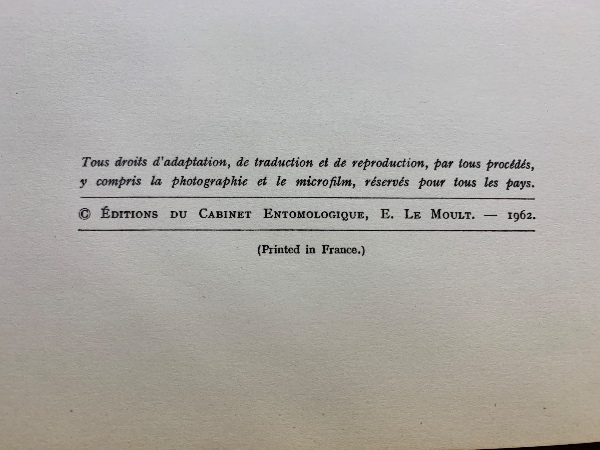 Tous droits d'adaptation, de traduction et de reproduction, par tous procédés,
y compris la photographie et le microfilm, réservés pour tous les pays.
© Éditions du Cabinet Entomologique, E. Le Moult. — 1962.
(Printed in France.)